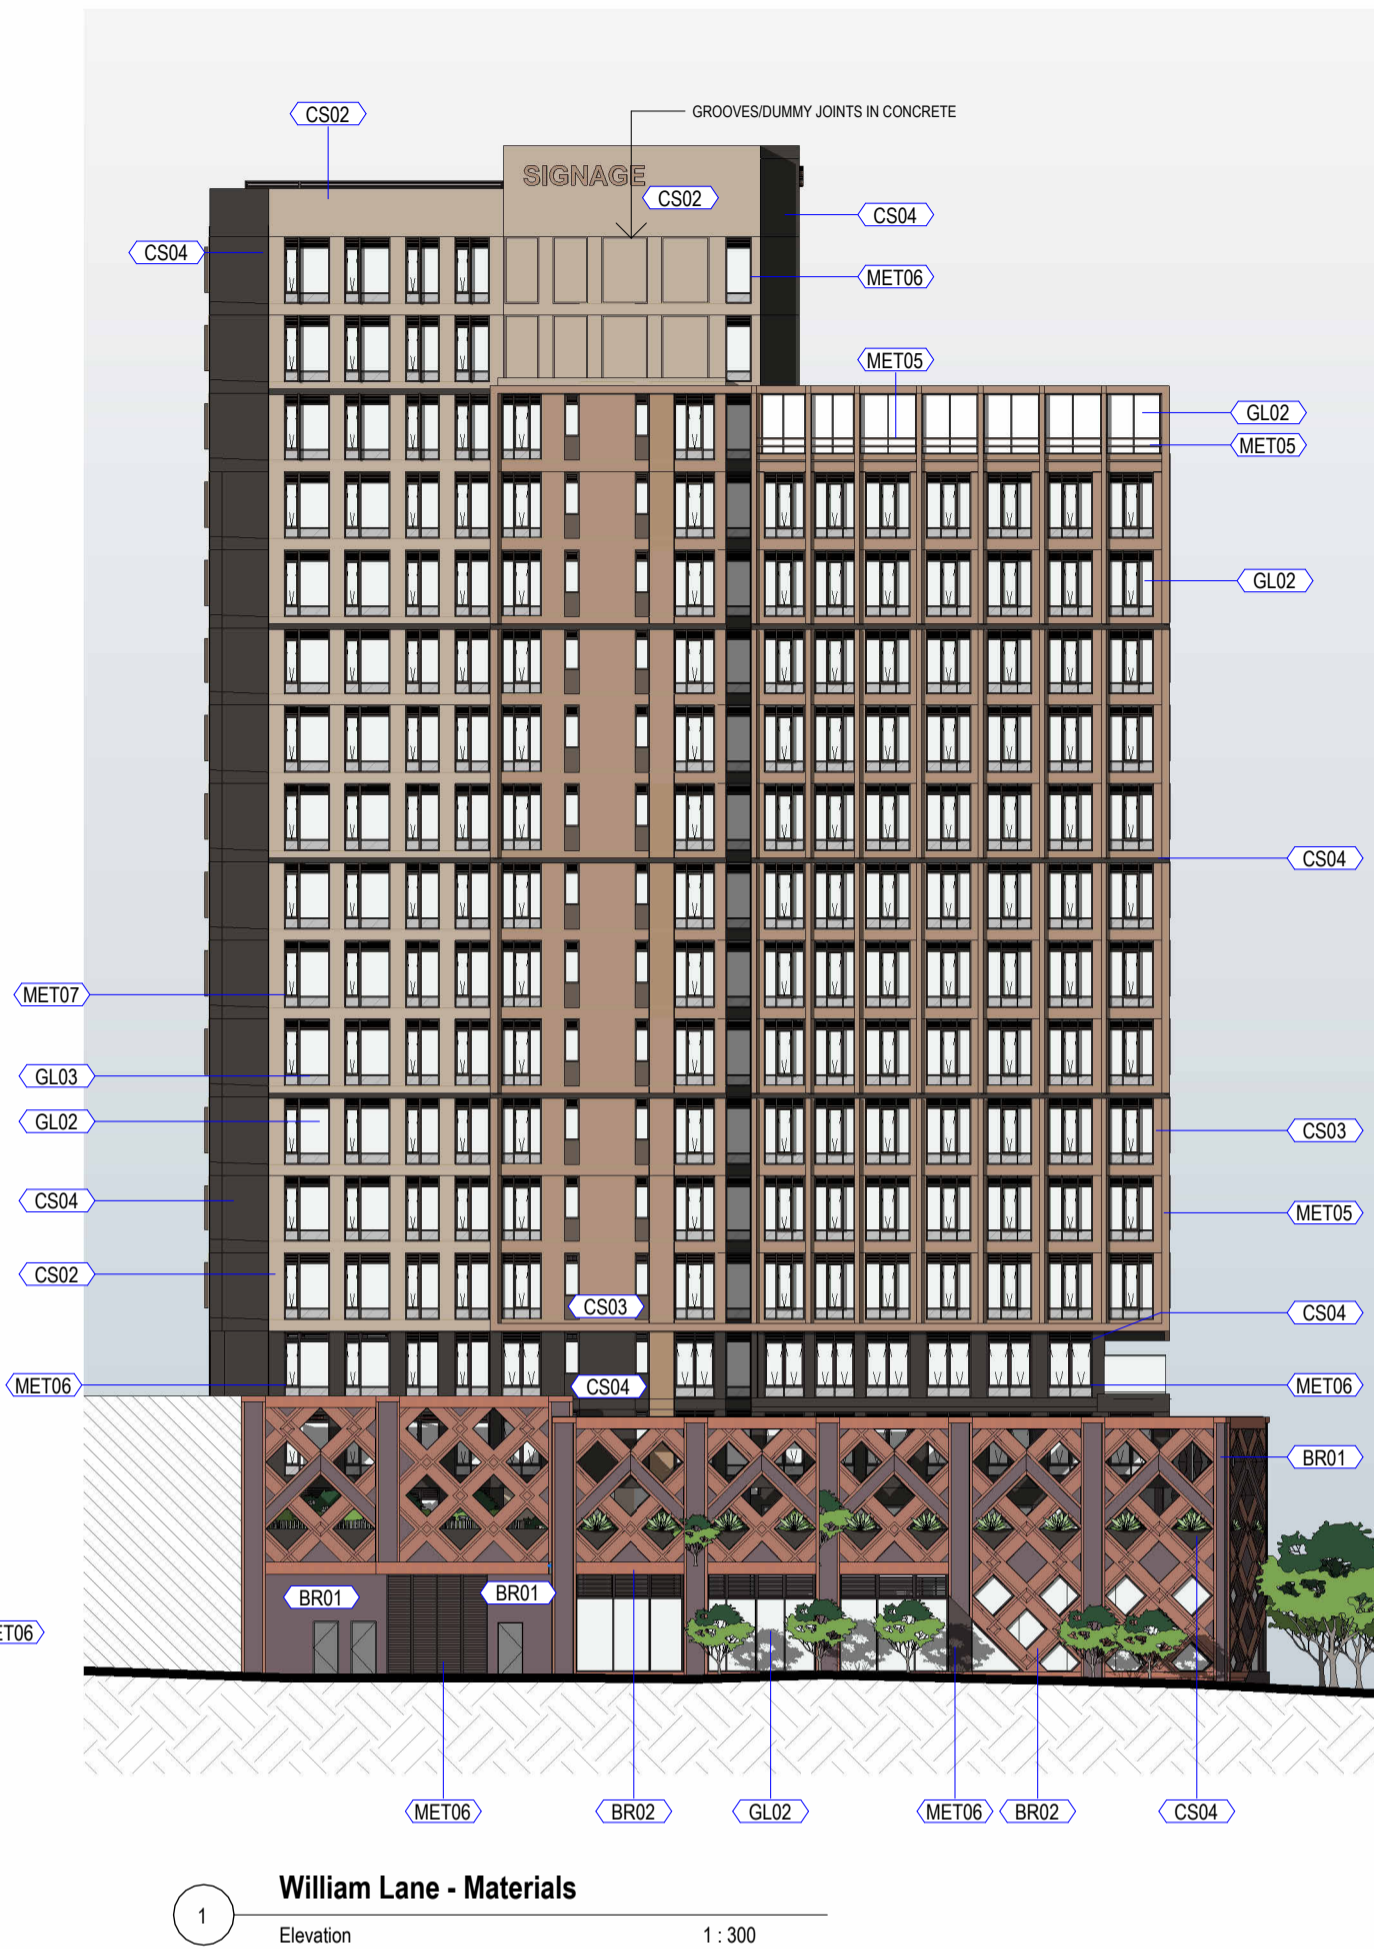 CS02
GROOVES/DUMMY JOINTS IN CONCRETE
SIGNAGE
CS02
CS04
CS04
MET06
MET05
GL02
MET05
GL02
CS04
MET07
GL03
GL02
CS03
CS04
MET05
CS02
CS03
CS04
MET06
CS04
MET06
BR01
BR01
BR01
ET06
MET06
BR02
GL02
MET06
BR02
CS04
William Lane - Materials
1
Elevation
1 : 300